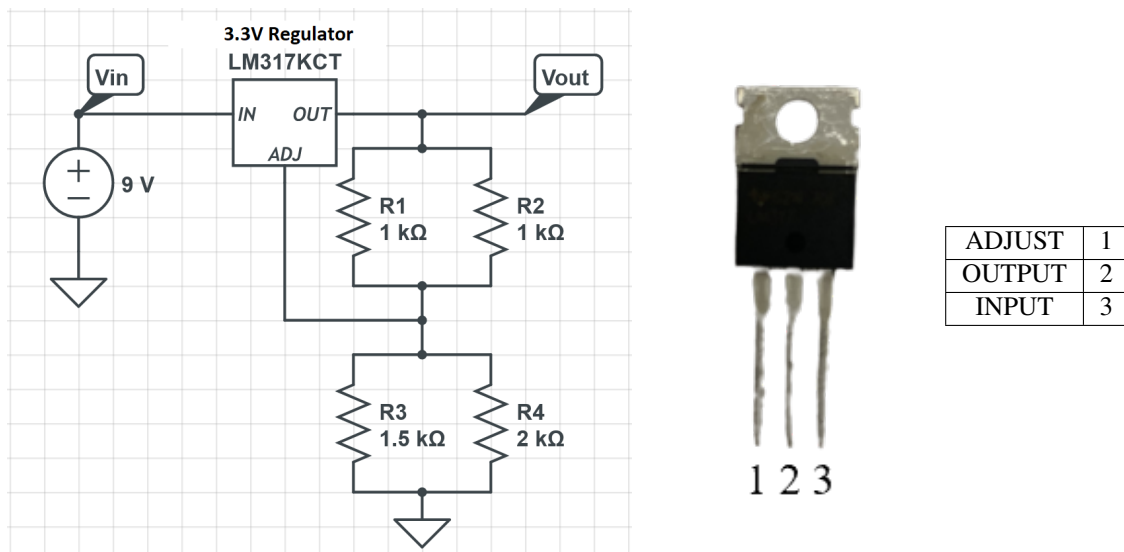 3.3V Regulator
LM317KCT
Vin
Vout
IN
OUT
ADJ
9 V
R1
1 kΩ
R2
1 kΩ
R3
1.5 kΩ
R4
2 kΩ
1 2 3
ADJUST 1
OUTPUT 2
INPUT 3